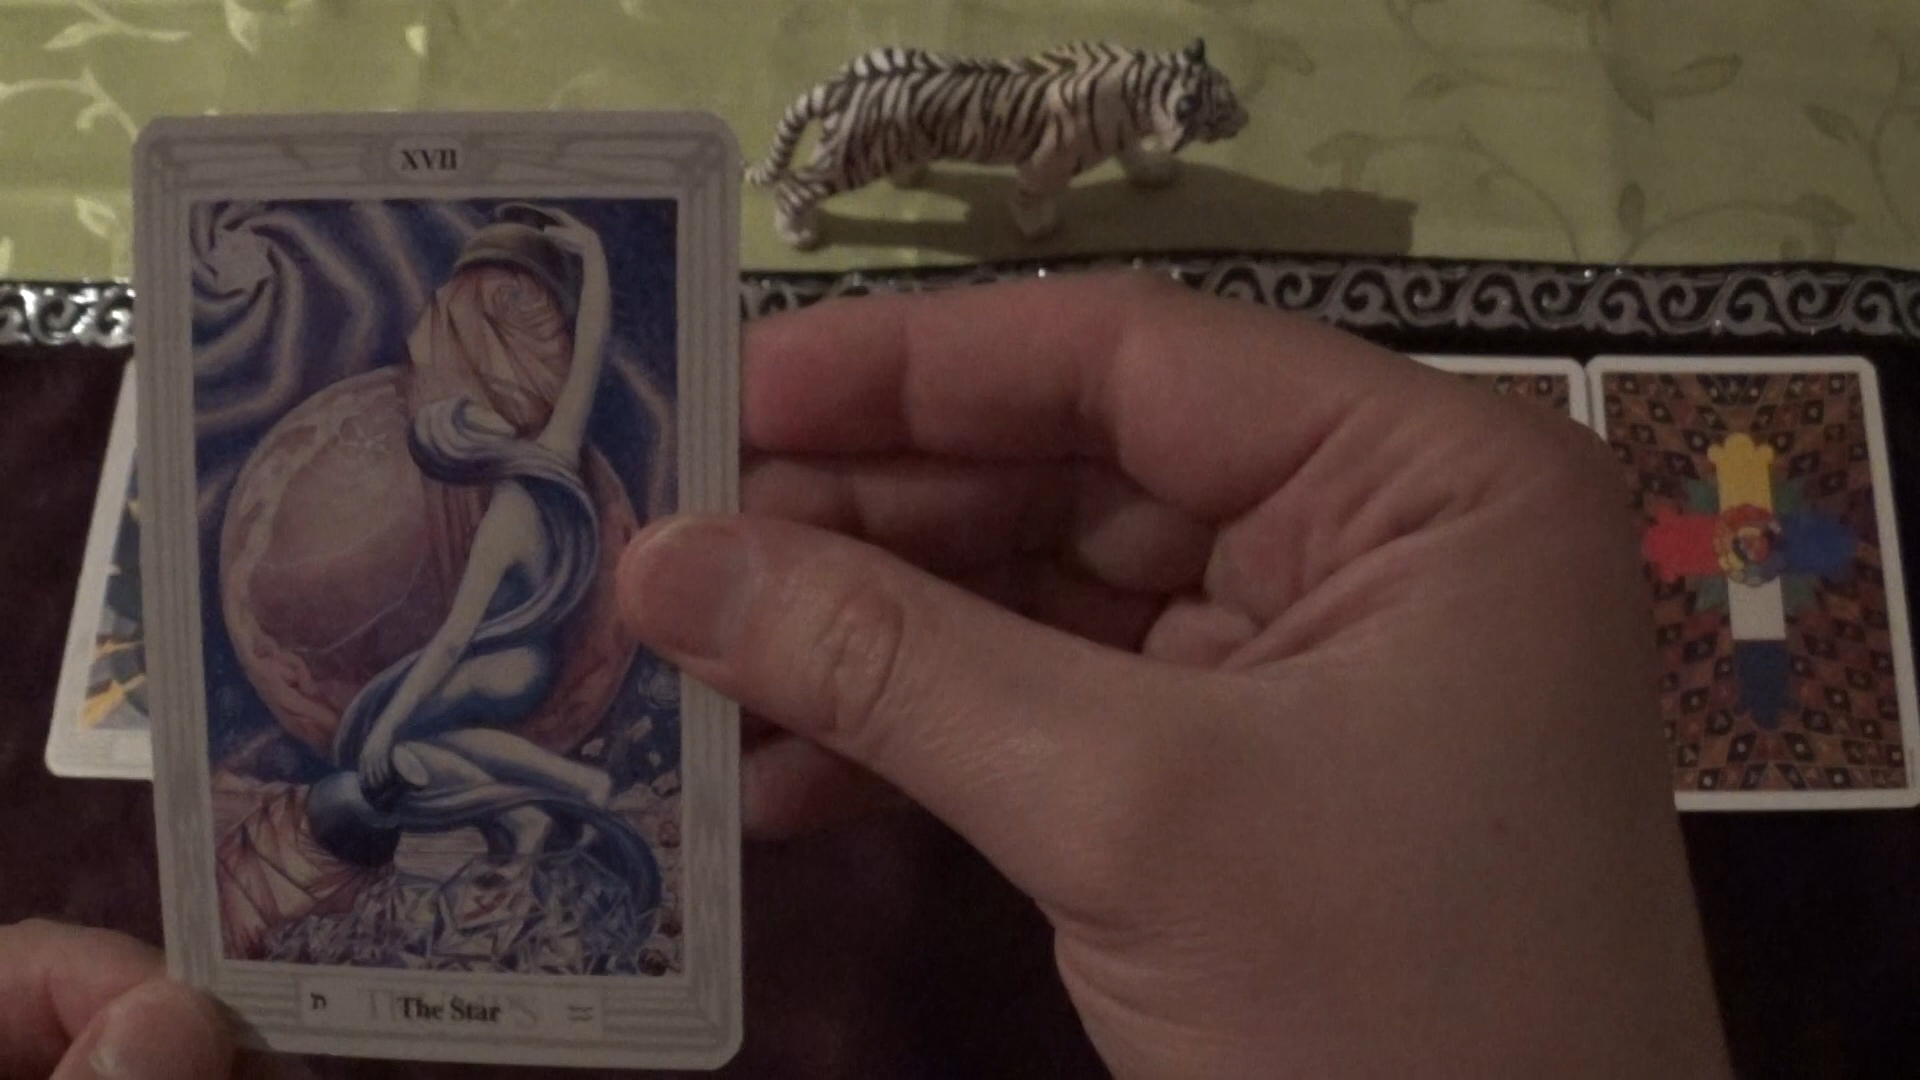 XVII
ה The Star ♒